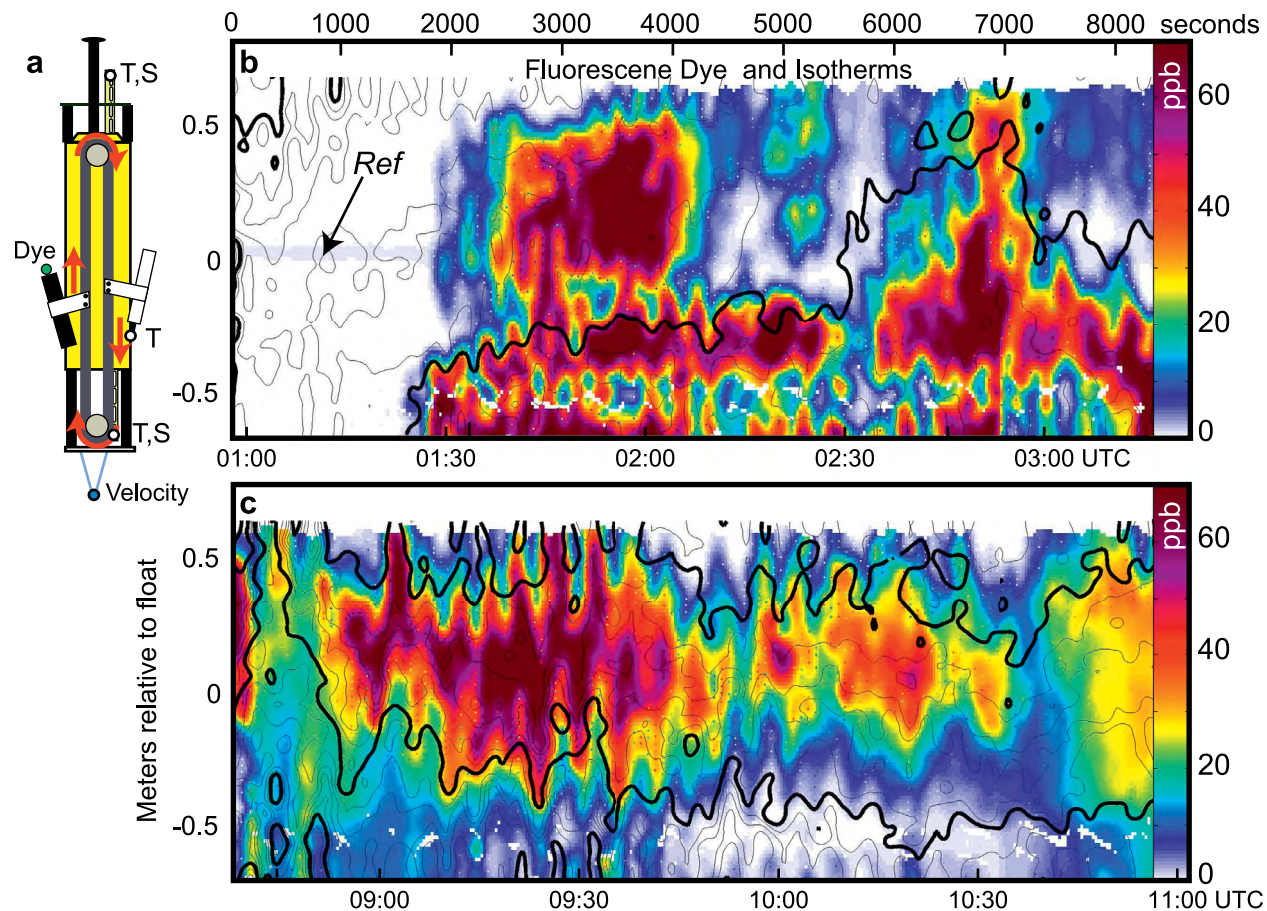 0 1000 2000 3000 4000 5000 6000 7000 8000 seconds
a
T,S
Dye
T
T,S
Velocity
b
Fluorescene Dye and Isotherms
ppb
Ref
0.5
0
-0.5
60
40
20
0
01:00 01:30 02:00 02:30 03:00 UTC
c
ppb
Meters relative to float
0.5
0
-0.5
60
40
20
0
09:00 09:30 10:00 10:30 11:00 UTC